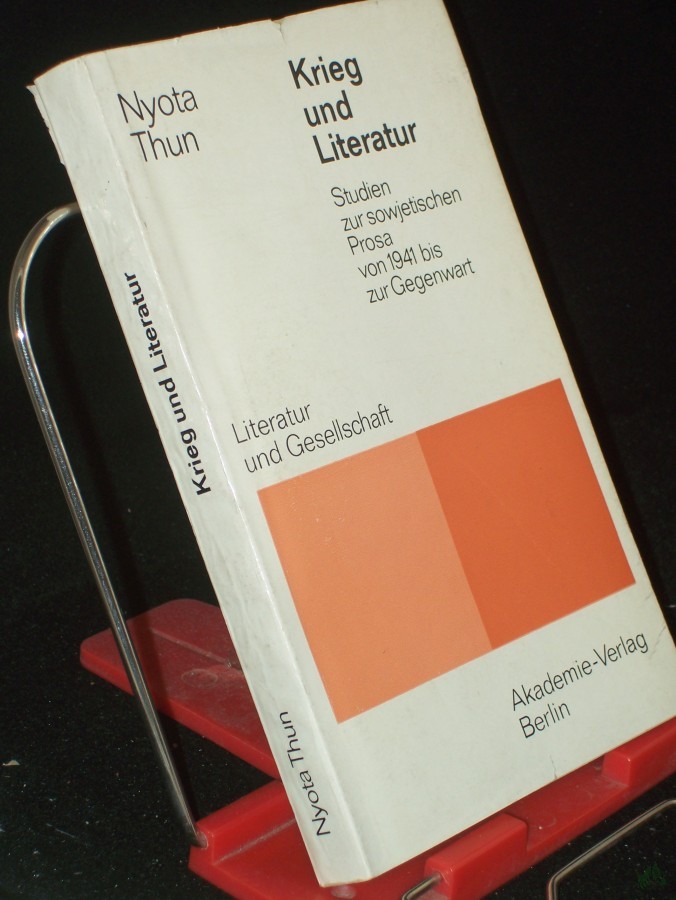 Nyota
Thun
Krieg
und
Literatur
Studien
zur sowjetischen
Prosa
von 1941 bis
zur Gegenwart
Literatur
und Gesellschaft
Akademie-Verlag
Berlin
Krieg und Literatur
Nyota Thun